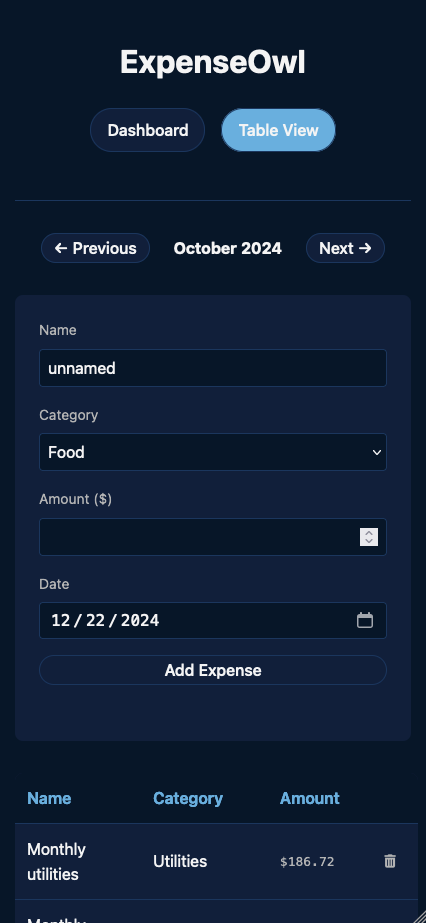 ExpenseOwl
Dashboard Table View
← Previous October 2024 Next →
Name
unnamed
Category
Food
Amount ($)
Date
12/22/2024
Add Expense
Name Category Amount
Monthly
utilities Utilities $186.72
Monthly